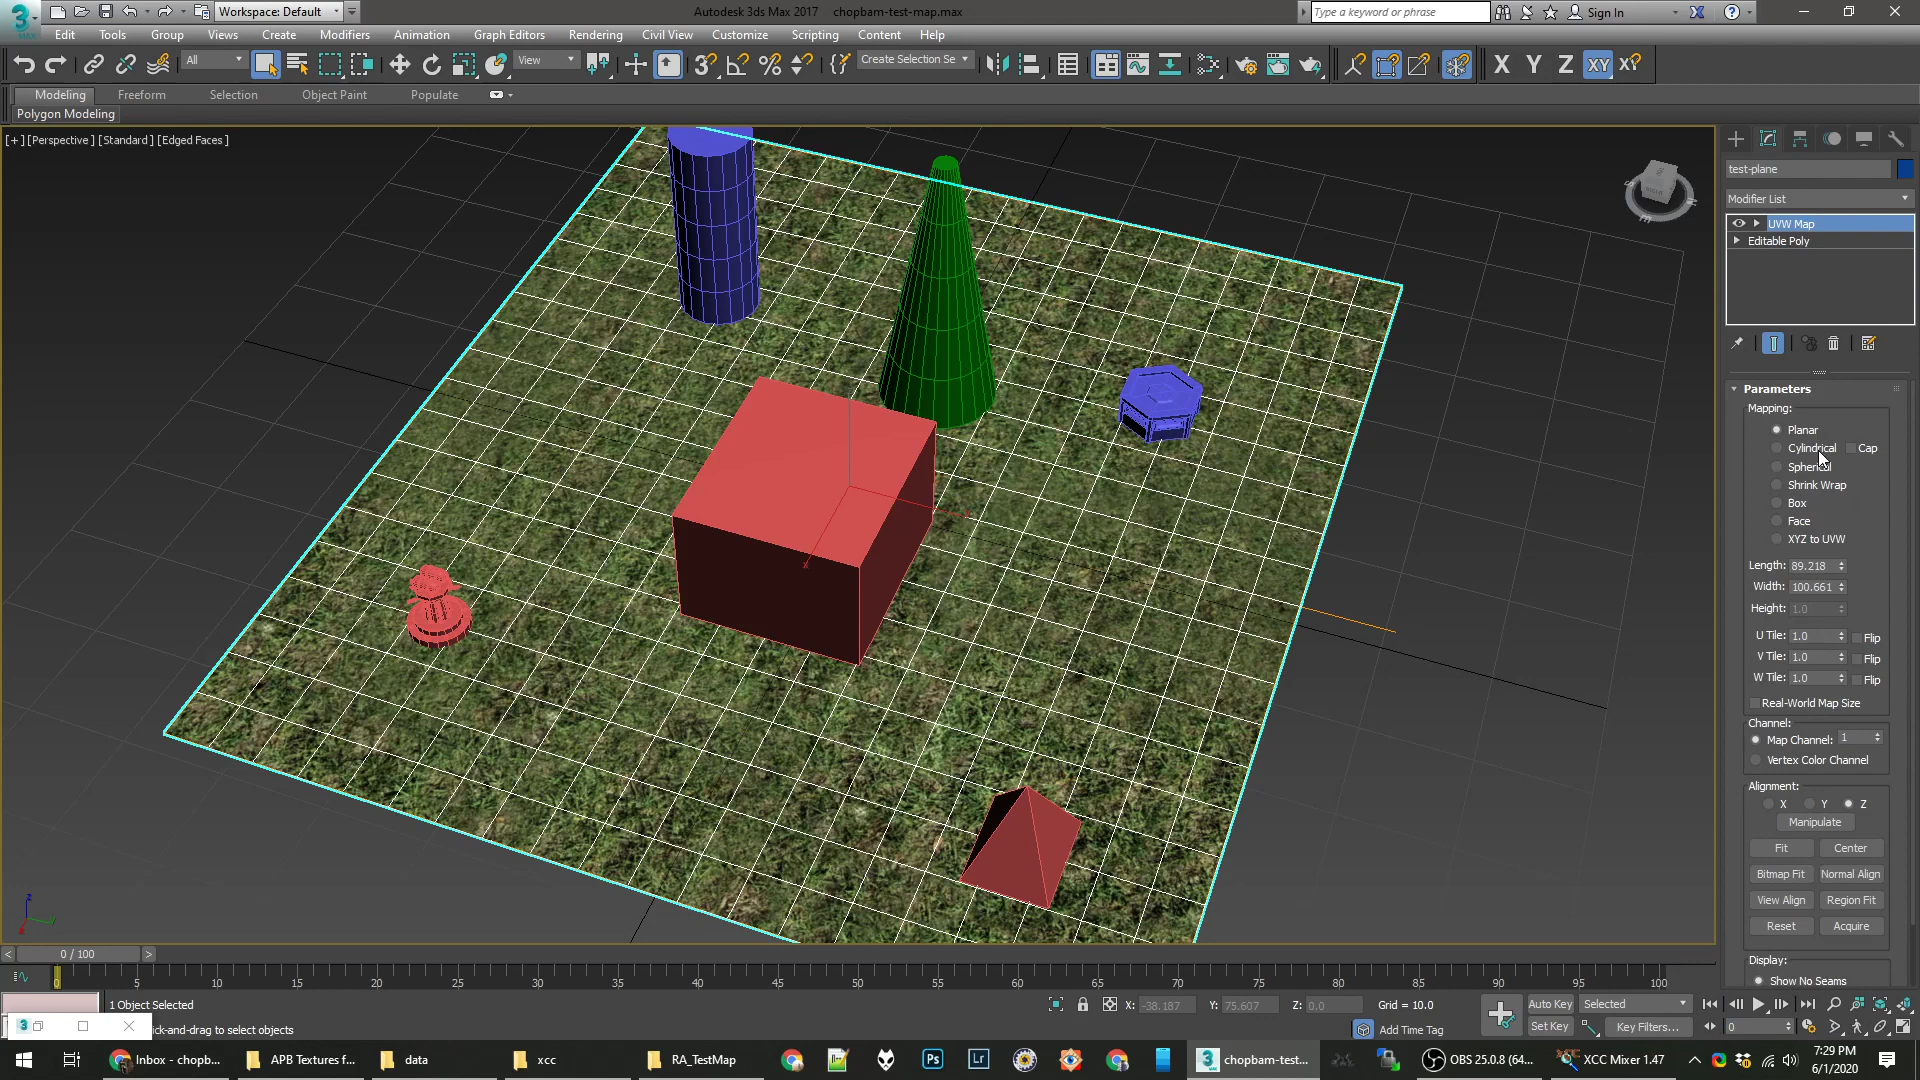 Workspace: Default
Autodesk 3ds Max 2017    chopbam-test-map.max
Type a keyword or phrase
Sign In
Edit Tools Group Views Create Modifiers Animation Graph Editors Rendering Civil View Customize Scripting Content Help
All
View
Create Selection Se
X Y Z XY XY
Modeling Freeform Selection Object Paint Populate
Polygon Modeling
[+] [Perspective ] [Standard ] [Edged Faces ]
test-plane
Modifier List
UVW Map
Editable Poly
Parameters
Mapping:
Planar
Cylindrical Cap
Spherical
Shrink Wrap
Box
Face
XYZ to UVW
Length: 89.218
Width: 100.661
Height: 1.0
U Tile: 1.0 Flip
V Tile: 1.0 Flip
W Tile: 1.0 Flip
Real-World Map Size
Channel:
Map Channel: 1
Vertex Color Channel
Alignment:
X Y Z
Manipulate
Fit Center
Bitmap Fit Normal Align
View Align Region Fit
Reset Acquire
Display:
Show No Seams
0 / 100
0 5 10 15 20 25 30 35 40 45 50 55 60 65 70 75 80 85 90 95 100
1 Object Selected
X: -38.187 Y: 75.607 Z: 0.0 Grid = 10.0
Auto Key Selected
ick-and-drag to select objects
Add Time Tag
Set Key Key Filters...
0
Inbox - chopb...
APB Textures f...
data
xcc
RA_TestMap
Ps
Lr
chopbam-test...
OBS 25.0.8 (64...
XCC Mixer 1.47
7:29 PM
6/1/2020